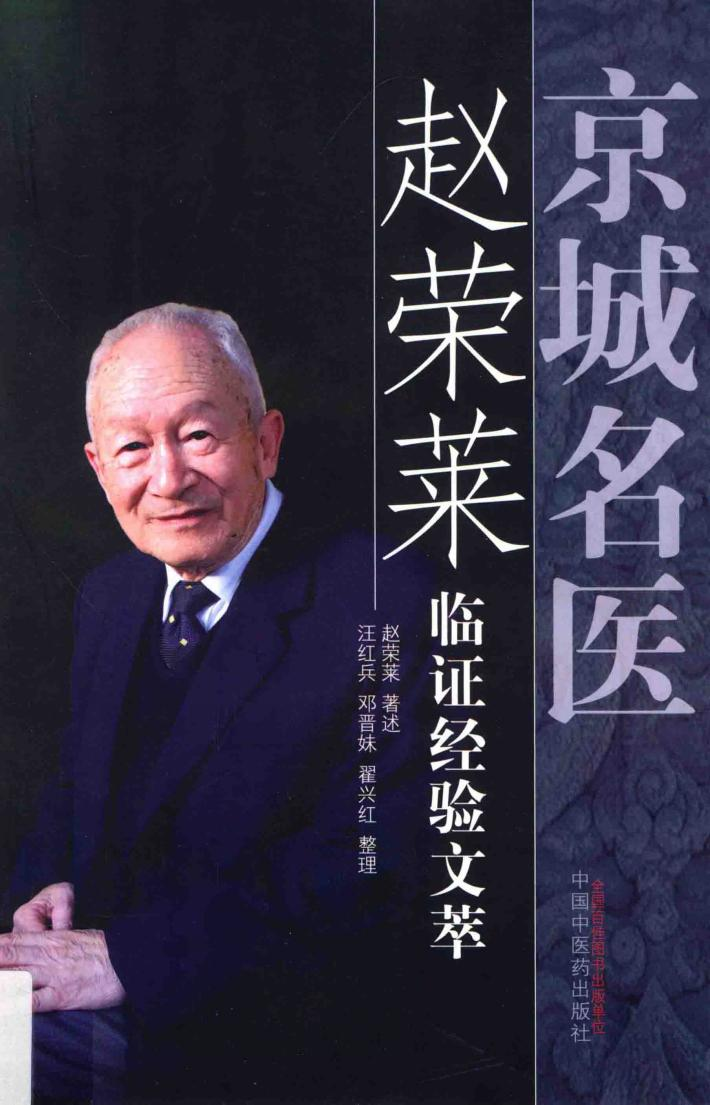 京城名医
赵荣莱
临证经验文萃
赵荣莱 著述
汪红兵 邓晋妹 翟兴红 整理
全国百佳图书出版单位
中国中医药出版社